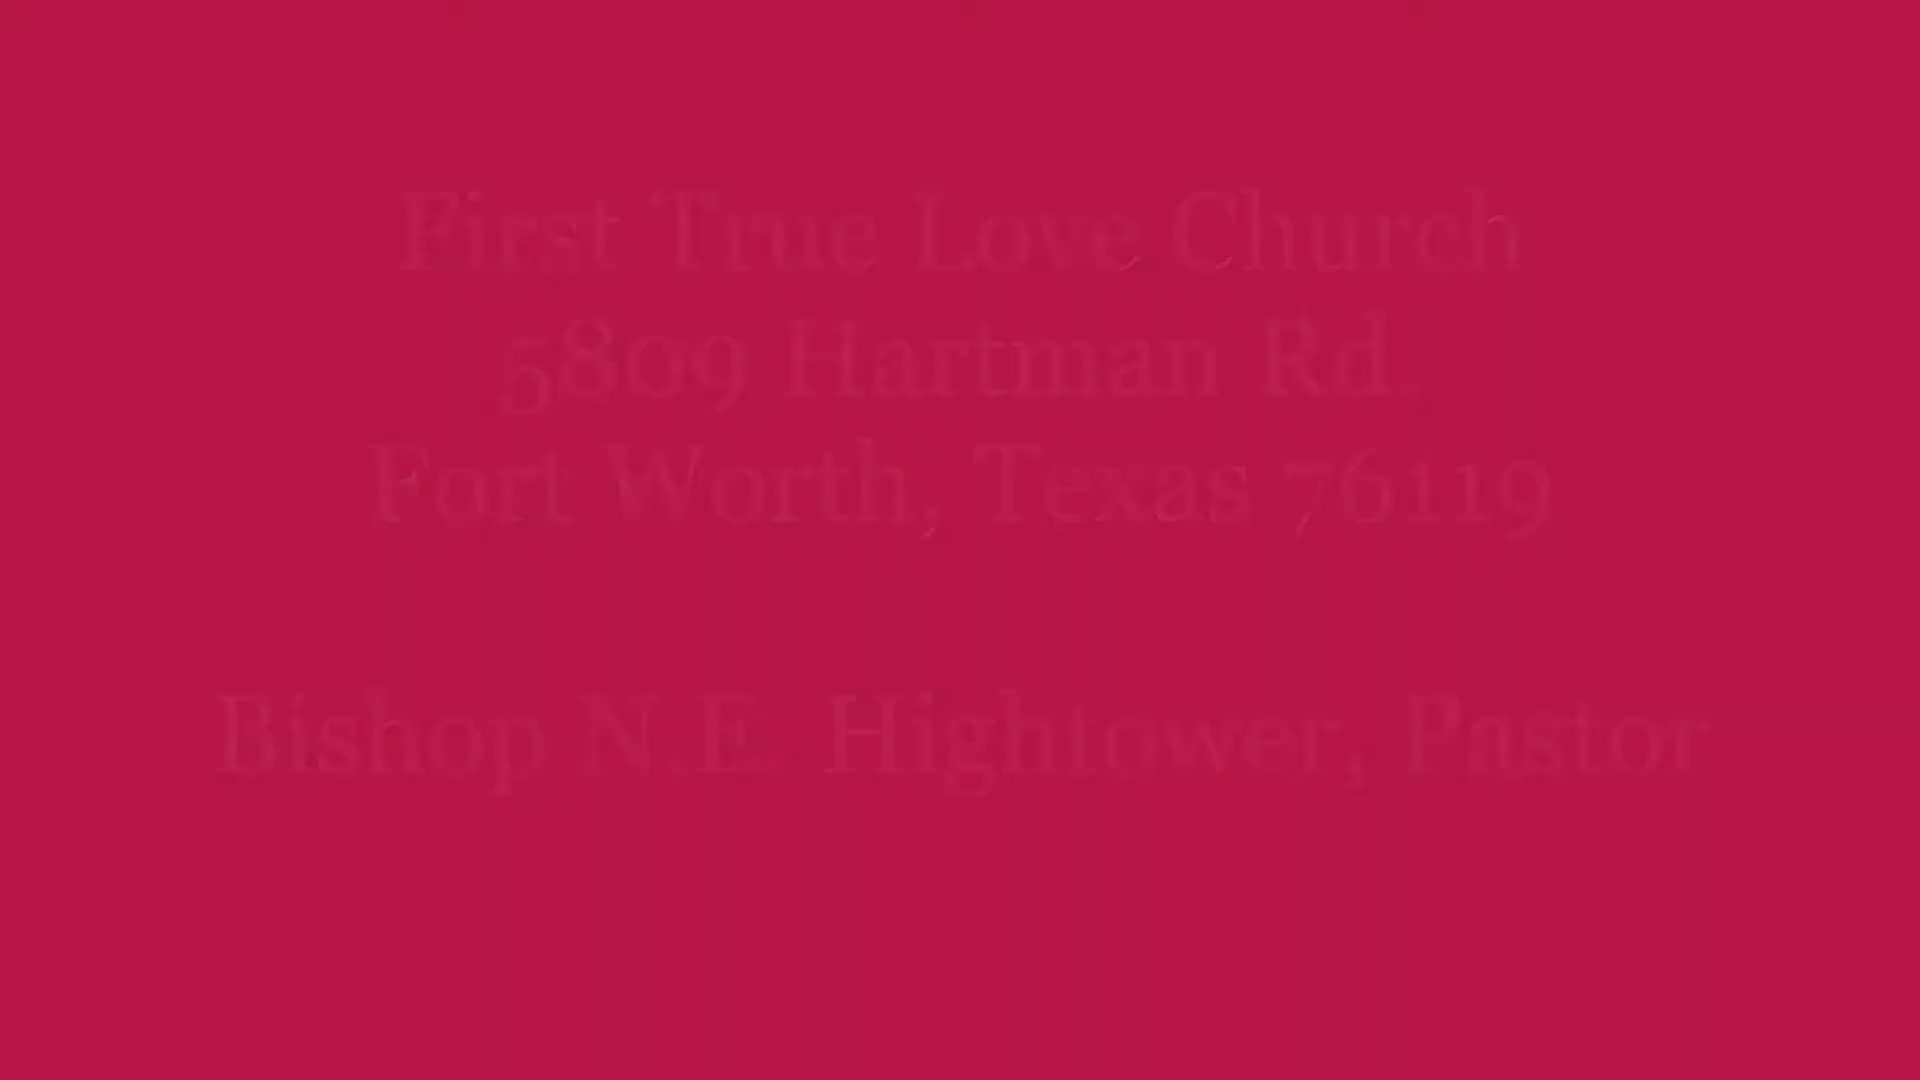 First True Love Church
5809 Hartman Rd.
Fort Worth, Texas 76119
Bishop N.E. Hightower, Pastor